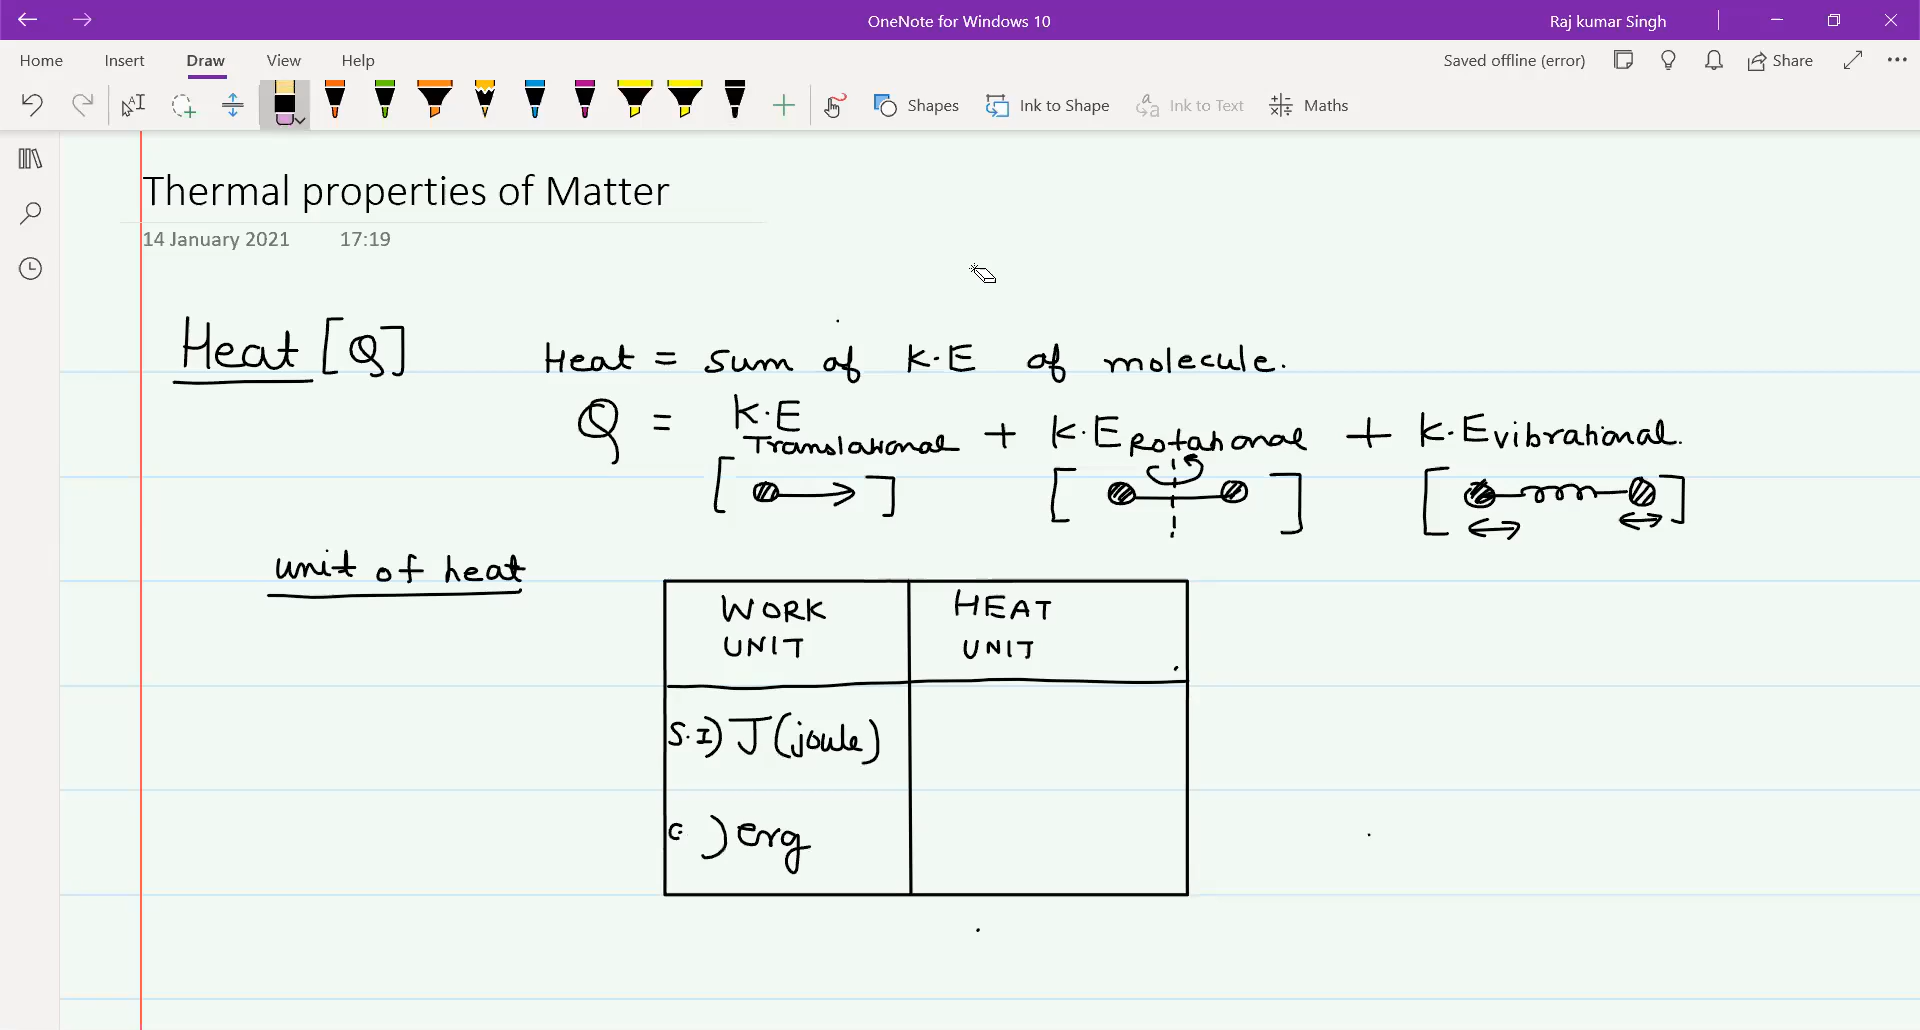 OneNote for Windows 10
Raj kumar Singh
Home Insert Draw View Help
Saved offline (error) Share
Shapes Ink to Shape Ink to Text Maths
Thermal properties of Matter
14 January 2021 17:19
Heat [Q] Heat = sum of K.E of molecule.
Q = K.E Translational + K.E Rotational + K.E vibrational.
unit of heat
WORK UNIT
HEAT UNIT
S.I) J (joule)
C ) erg